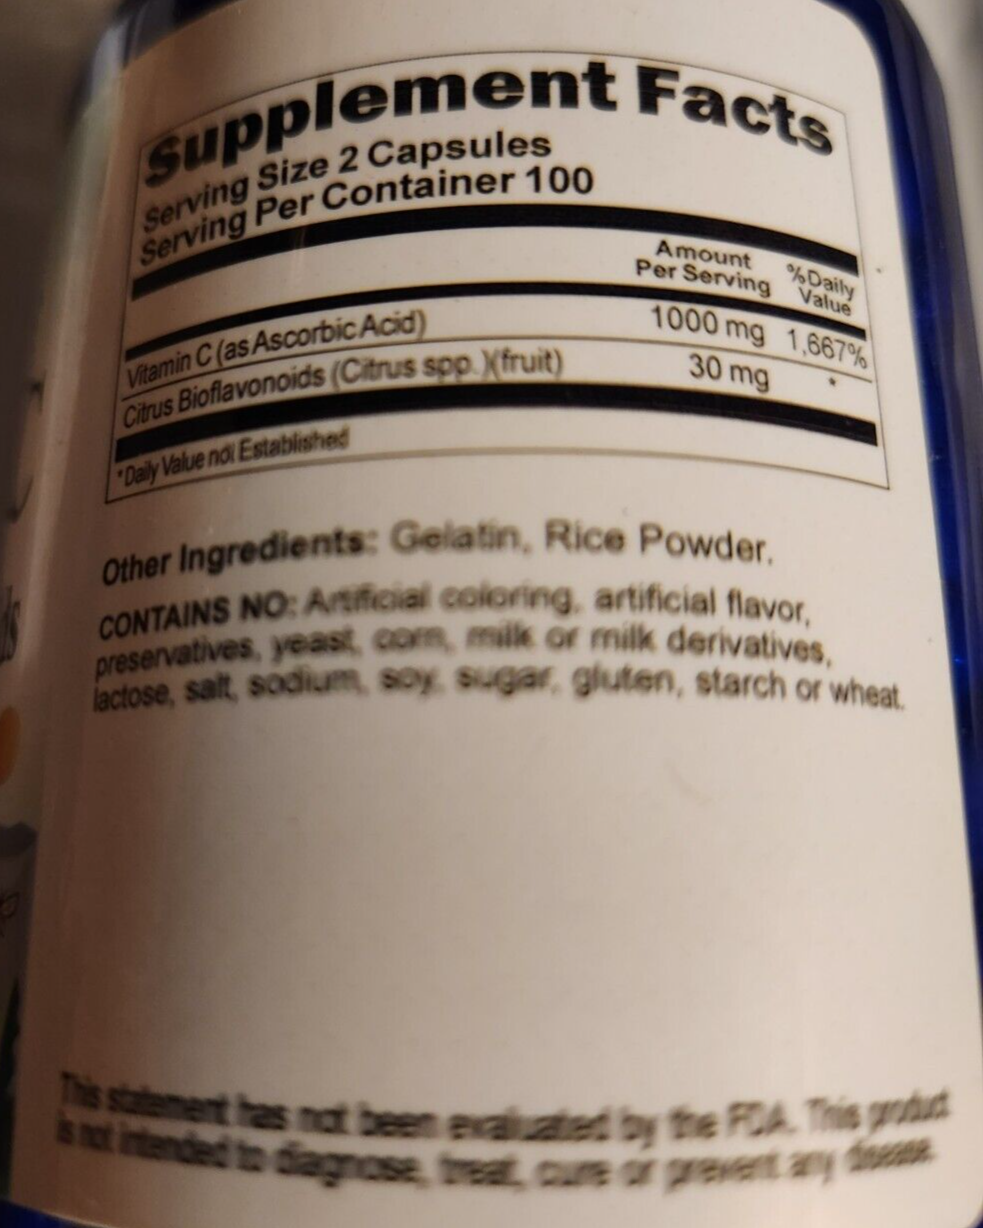 Supplement Facts
Serving Size 2 Capsules
Serving Per Container 100
Amount Per Serving %Daily Value
Vitamin C (as Ascorbic Acid) 1000 mg 1,667%
Citrus Bioflavonoids (Citrus spp.)(fruit) 30 mg *
*Daily Value not Established
Other Ingredients: Gelatin, Rice Powder.
CONTAINS NO: Artificial coloring, artificial flavor,
preservatives, yeast, corn, milk or milk derivatives,
lactose, salt, sodium, soy, sugar, gluten, starch or wheat.
This statement has not been evaluated by the FDA. This product
is not intended to diagnose, treat, cure or prevent any disease.